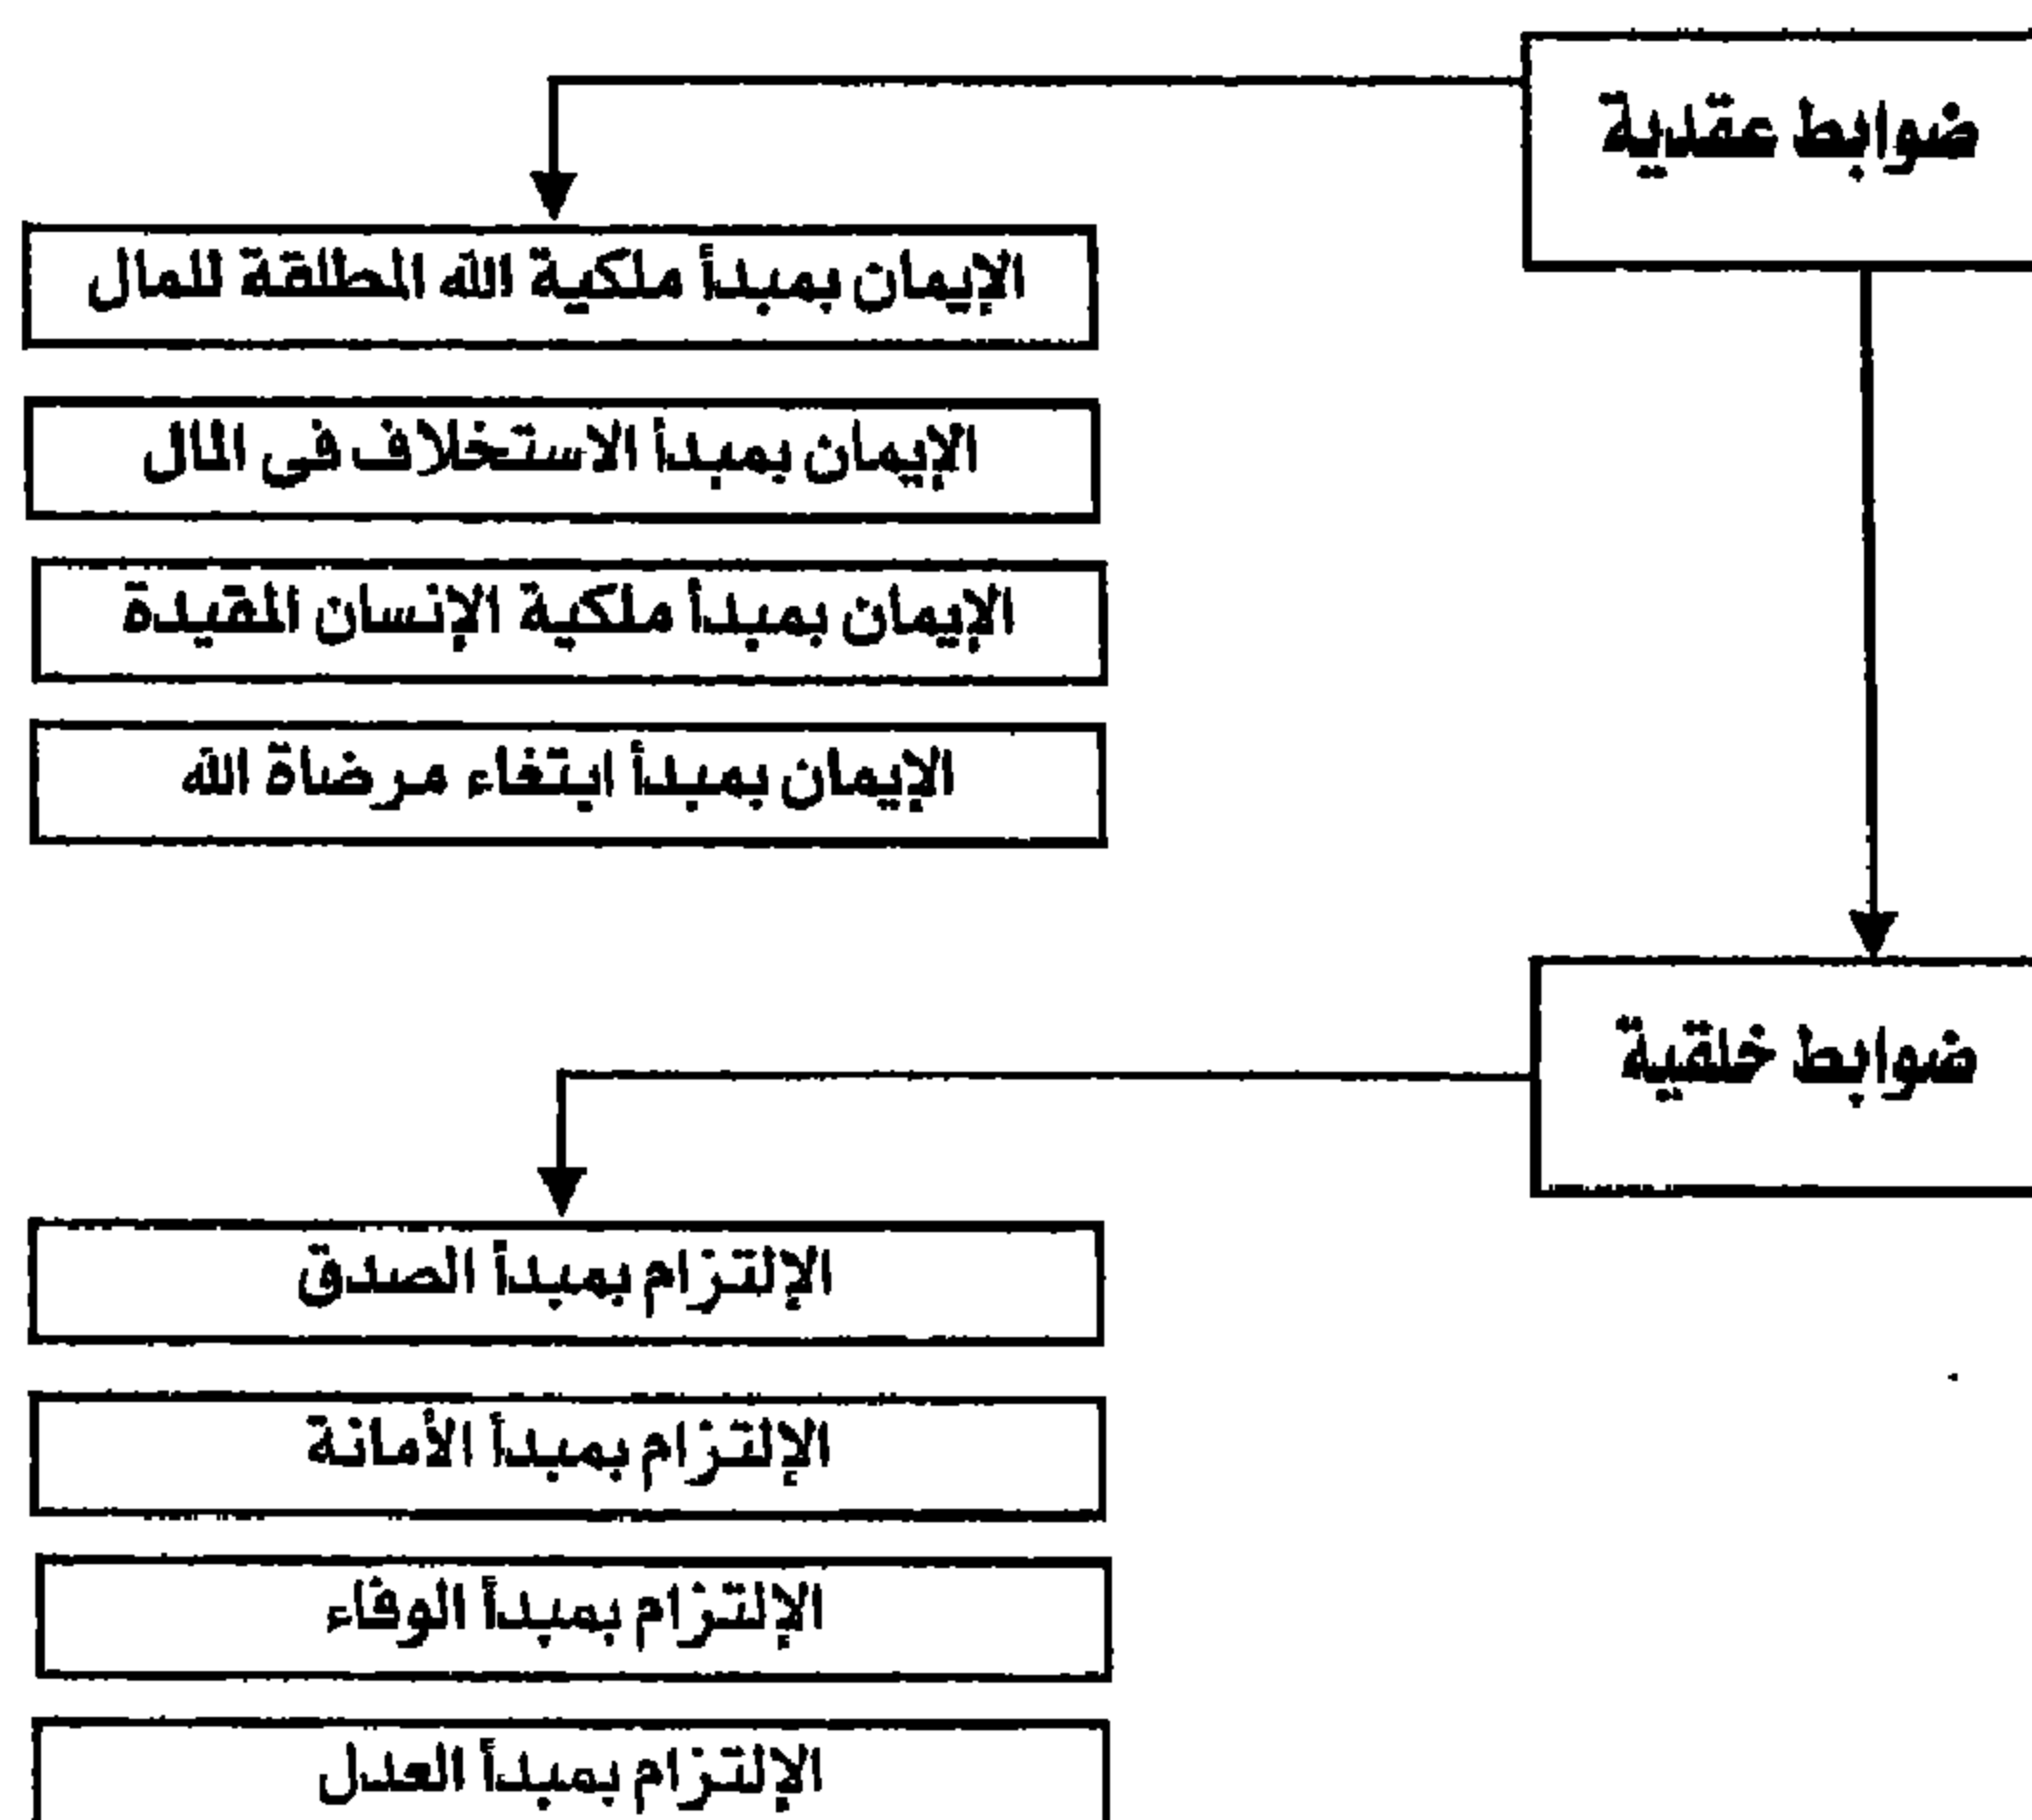 ضوابط عقدية
الإيمان بمبدأ ملكية الله المطلقة للمال
الإيمان بمبدأ الاستخلاف فى المال
الإيمان بمبدأ ملكية الإنسان المقيدة
الإيمان بمبدأ ابتغاء مرضاة الله
ضوابط خلقية
الإلتزام بمبدأ الصدق
الإلتزام بمبدأ الأمانة
الإلتزام بمبدأ الوفاء
الإلتزام بمبدأ العدل